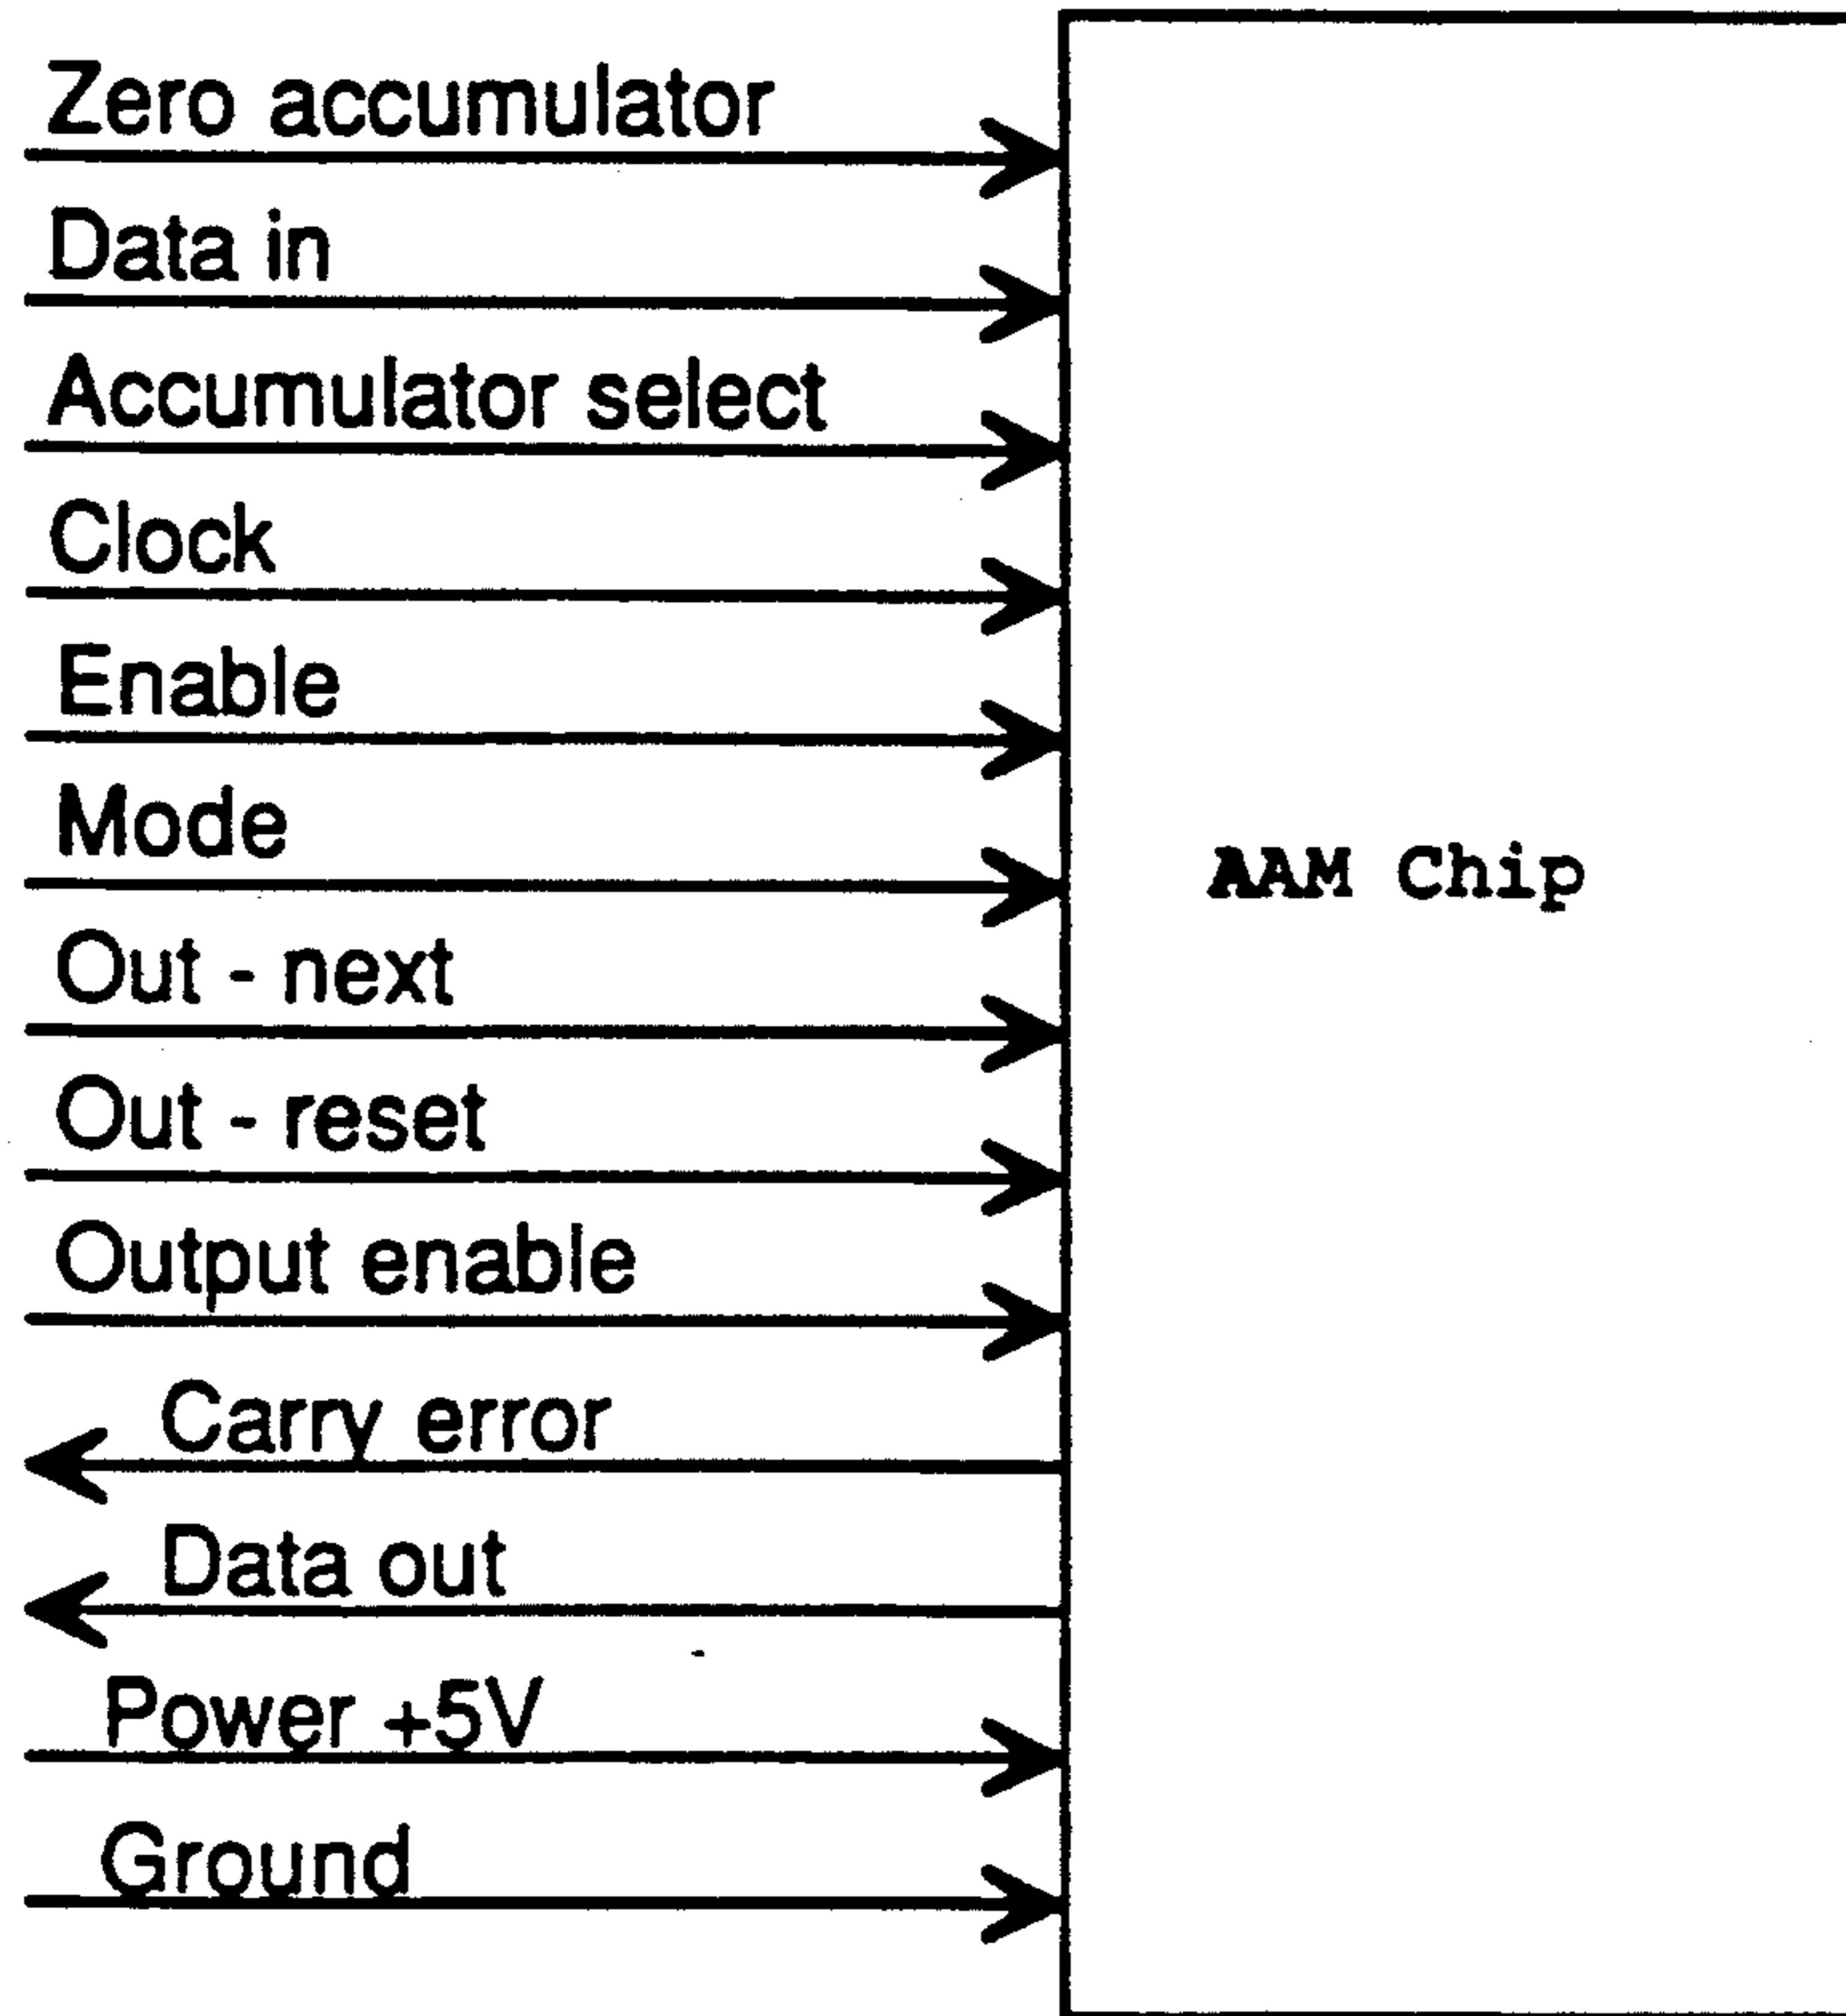 Zero accumulator
Data in
Accumulator select
Clock
Enable
Mode
AAM Chip
Out - next
Out - reset
Output enable
Carry error
Data out
Power +5V
Ground